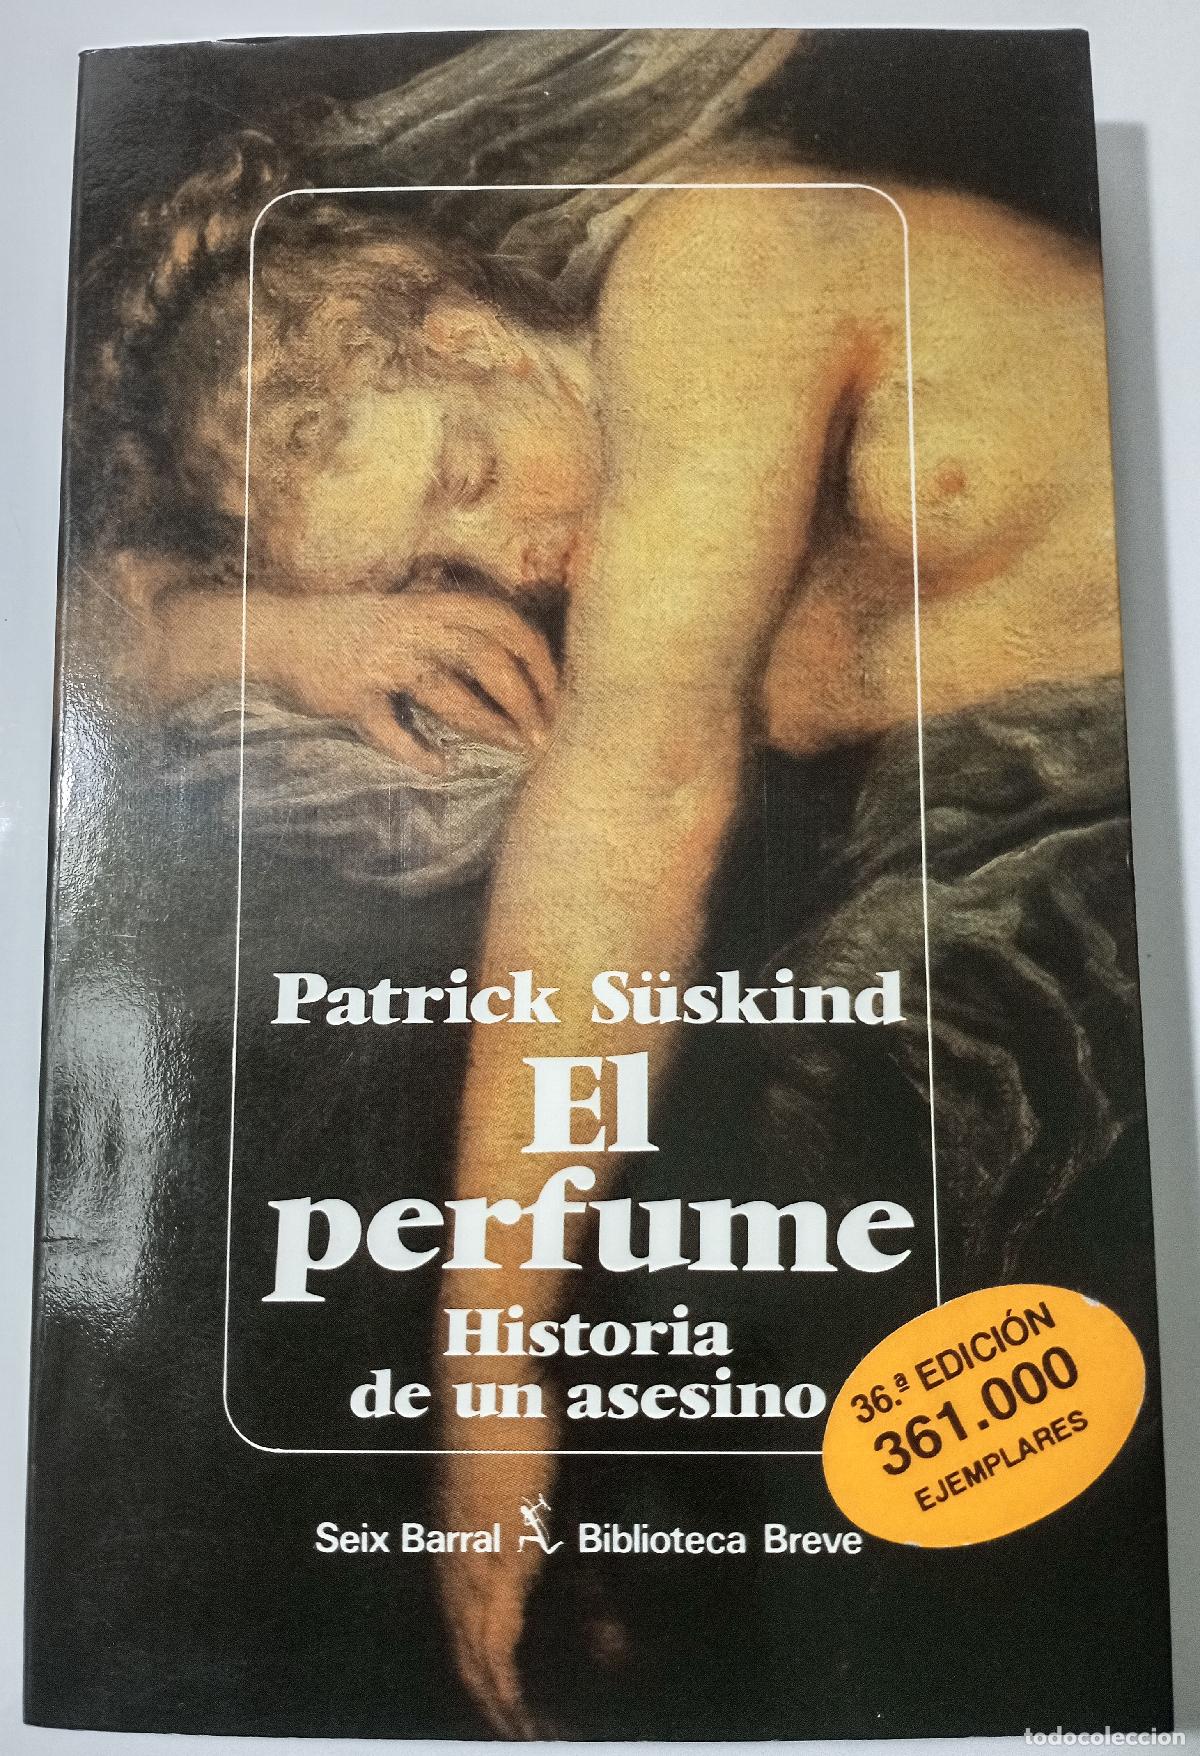 Patrick Süskind
El
perfume
Historia
de un asesino
36.ª EDICIÓN
361.000
EJEMPLARES
Seix Barral Biblioteca Breve
todocoleccion